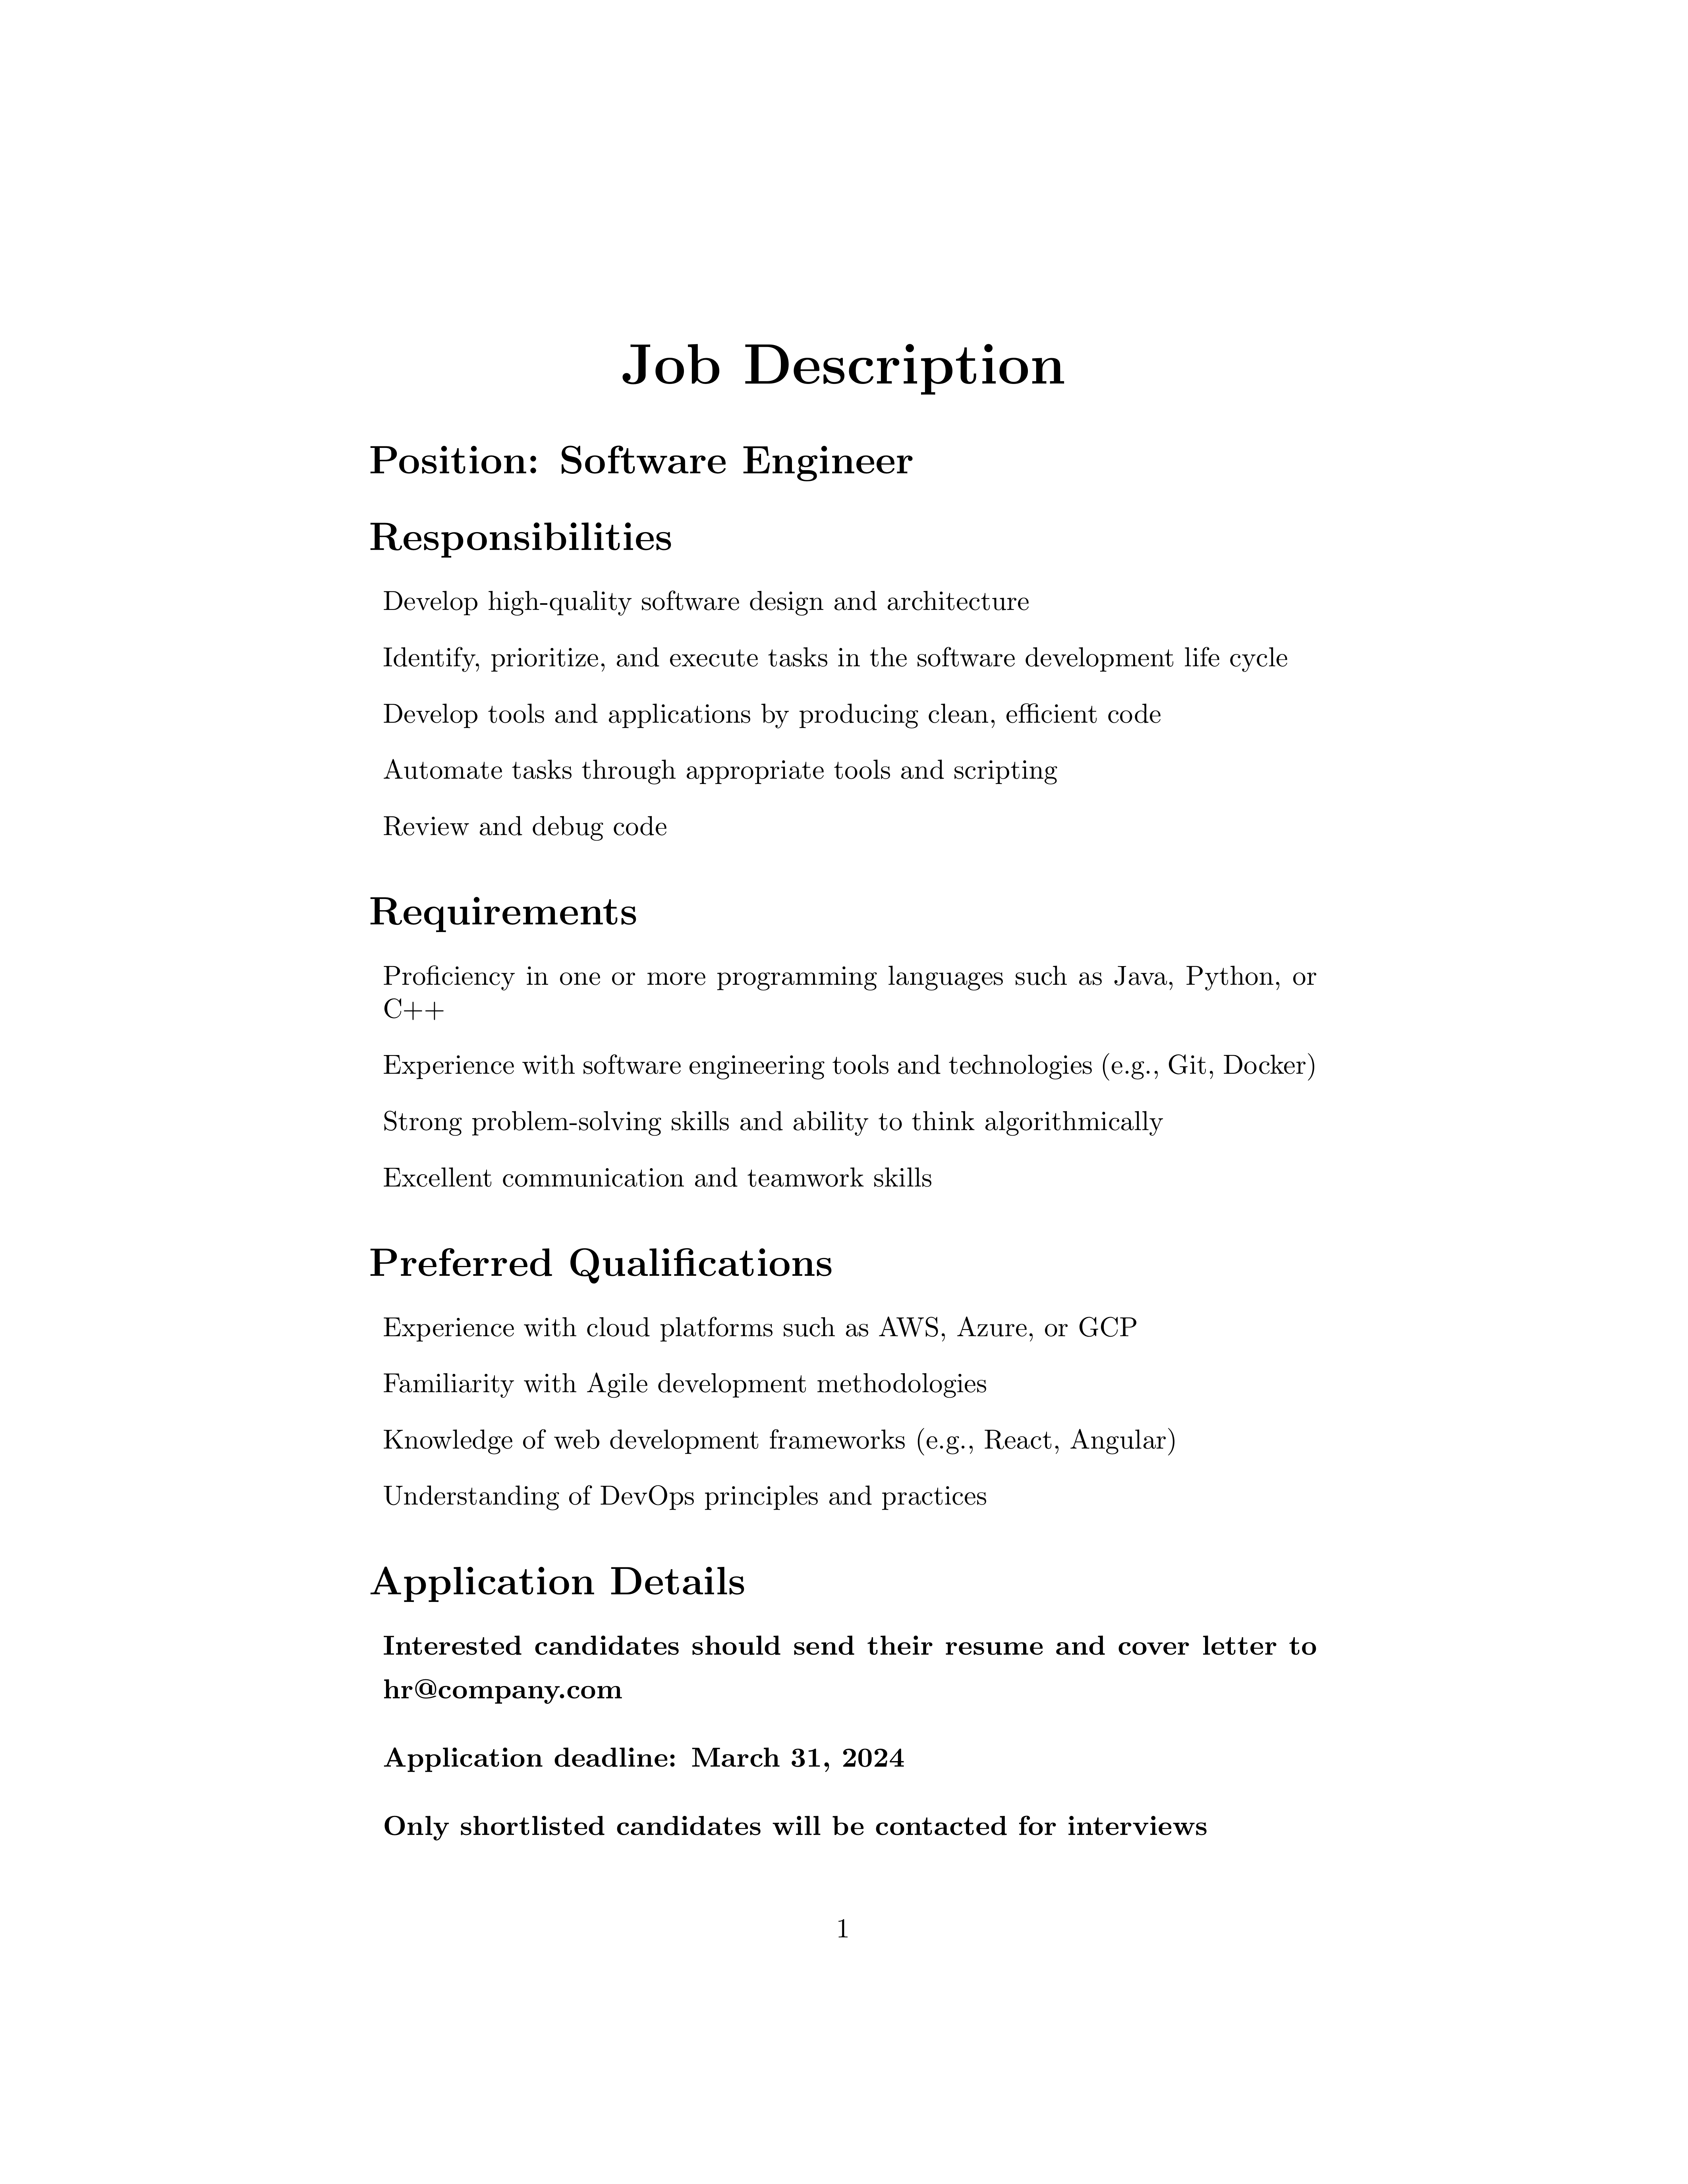 Job Description
Position: Software Engineer
Responsibilities
Develop high-quality software design and architecture
Identify, prioritize, and execute tasks in the software development life cycle
Develop tools and applications by producing clean, efficient code
Automate tasks through appropriate tools and scripting
Review and debug code
Requirements
Proficiency in one or more programming languages such as Java, Python, or
C++
Experience with software engineering tools and technologies (e.g., Git, Docker)
Strong problem-solving skills and ability to think algorithmically
Excellent communication and teamwork skills
Preferred Qualifications
Experience with cloud platforms such as AWS, Azure, or GCP
Familiarity with Agile development methodologies
Knowledge of web development frameworks (e.g., React, Angular)
Understanding of DevOps principles and practices
Application Details
Interested candidates should send their resume and cover letter to
hr@company.com
Application deadline: March 31, 2024
Only shortlisted candidates will be contacted for interviews
1